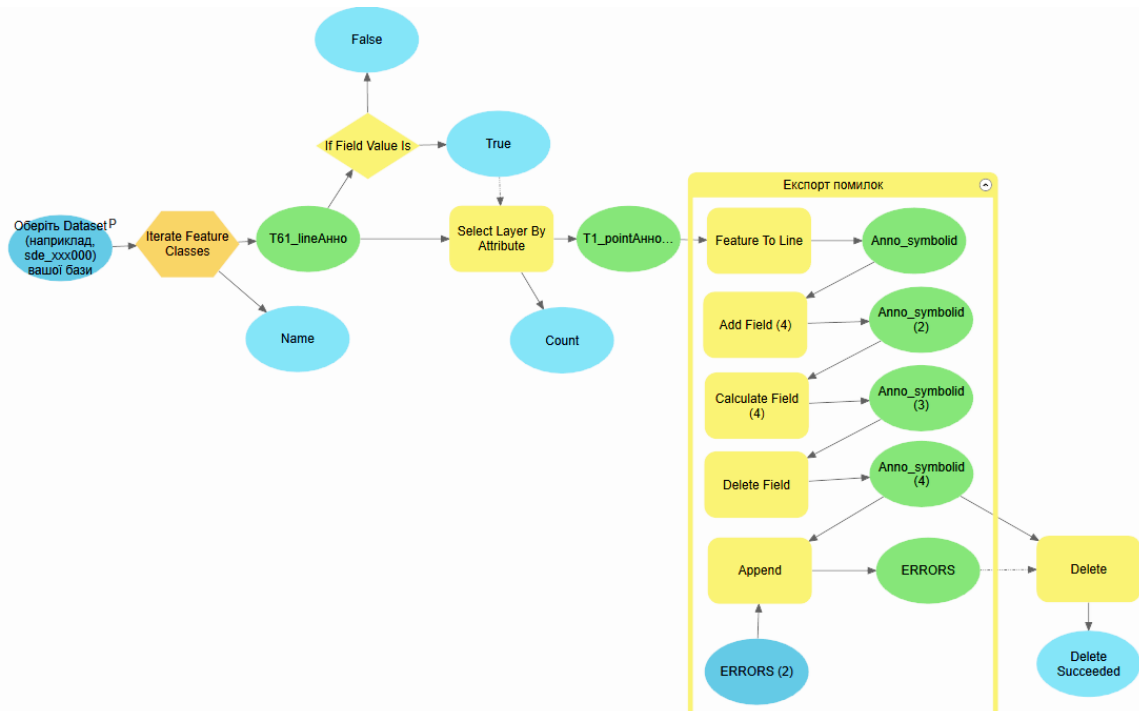 False
If Field Value Is
True
Експорт помилок
Оберіть Dataset
(наприклад,
sde_xxx000)
вашої бази
P
Iterate Feature
Classes
T61_lineАнно
Select Layer By
Attribute
T1_pointАнно...
Feature To Line
Anno_symbolid
Name
Count
Add Field (4)
Anno_symbolid
(2)
Calculate Field
(4)
Anno_symbolid
(3)
Delete Field
Anno_symbolid
(4)
Append
ERRORS
Delete
ERRORS (2)
Delete
Succeeded